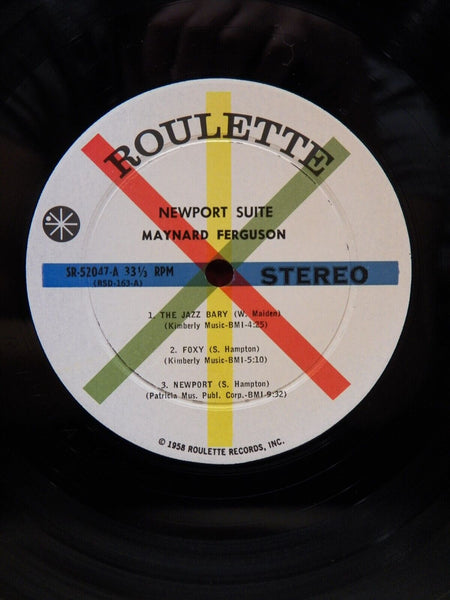 ROULETTE
NEWPORT SUITE
MAYNARD FERGUSON
SR-52047-A 33⅓ RPM STEREO
(RSD-163-A)
1. THE JAZZ BARY (W. Maiden)
(Kimberly Music-BMI-4:25)
2. FOXY (S. Hampton)
(Kimberly Music-BMI-5:10)
3. NEWPORT (S. Hampton)
(Patricia Mus. Publ. Corp.-BMI-9:32)
© 1958 ROULETTE RECORDS, INC.